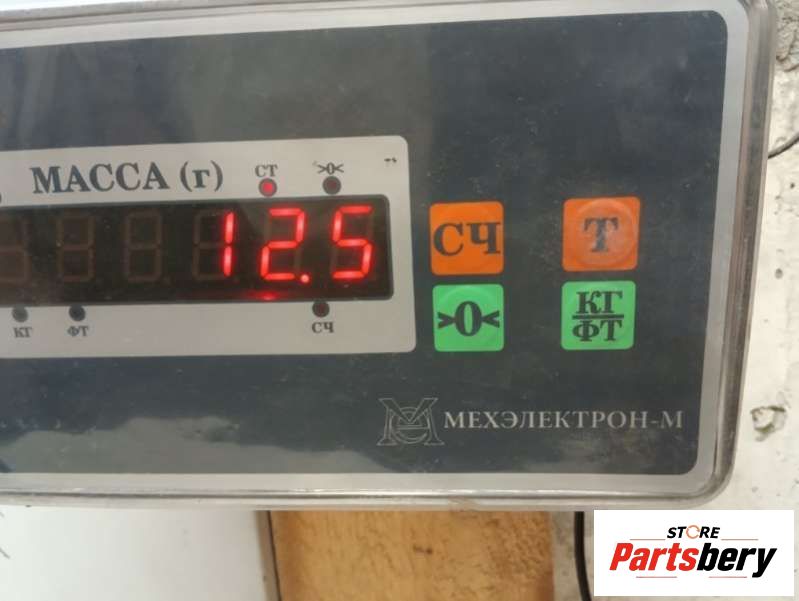 МАССА (г)
СТ
>0<
12.5
КГ
ФТ
СЧ
СЧ
Т
>0<
КГ
ФТ
МЕХЭЛЕКТРОН-М
STORE
Partsbery